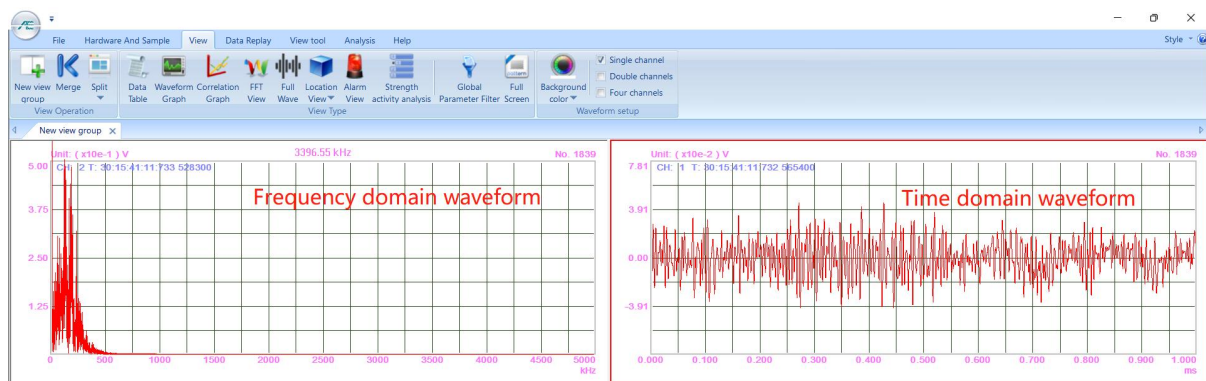 AE
File Hardware And Sample View Data Replay View tool Analysis Help
Style
New view group
Merge
Split
View Operation
Data Table
Waveform Graph
Correlation Graph
FFT View
Full Wave
Location View
Alarm View
Strength activity analysis
Global Parameter Filter
Full Screen
View Type
Background color
Single channel
Double channels
Four channels
Waveform setup
New view group
Unit: ( x10e-1 ) V
3396.55 kHz
No. 1839
CH: 2 T: 30:15:41:11:733 528300
Frequency domain waveform
5.00
3.75
2.50
1.25
0 500 1000 1500 2000 2500 3000 3500 4000 4500 5000
kHz
Unit: ( x10e-2 ) V
No. 1839
CH: 1 T: 30:15:41:11:732 565400
Time domain waveform
7.81
3.91
0.00
-3.91
0.000 0.100 0.200 0.300 0.400 0.500 0.600 0.700 0.800 0.900 1.000
ms